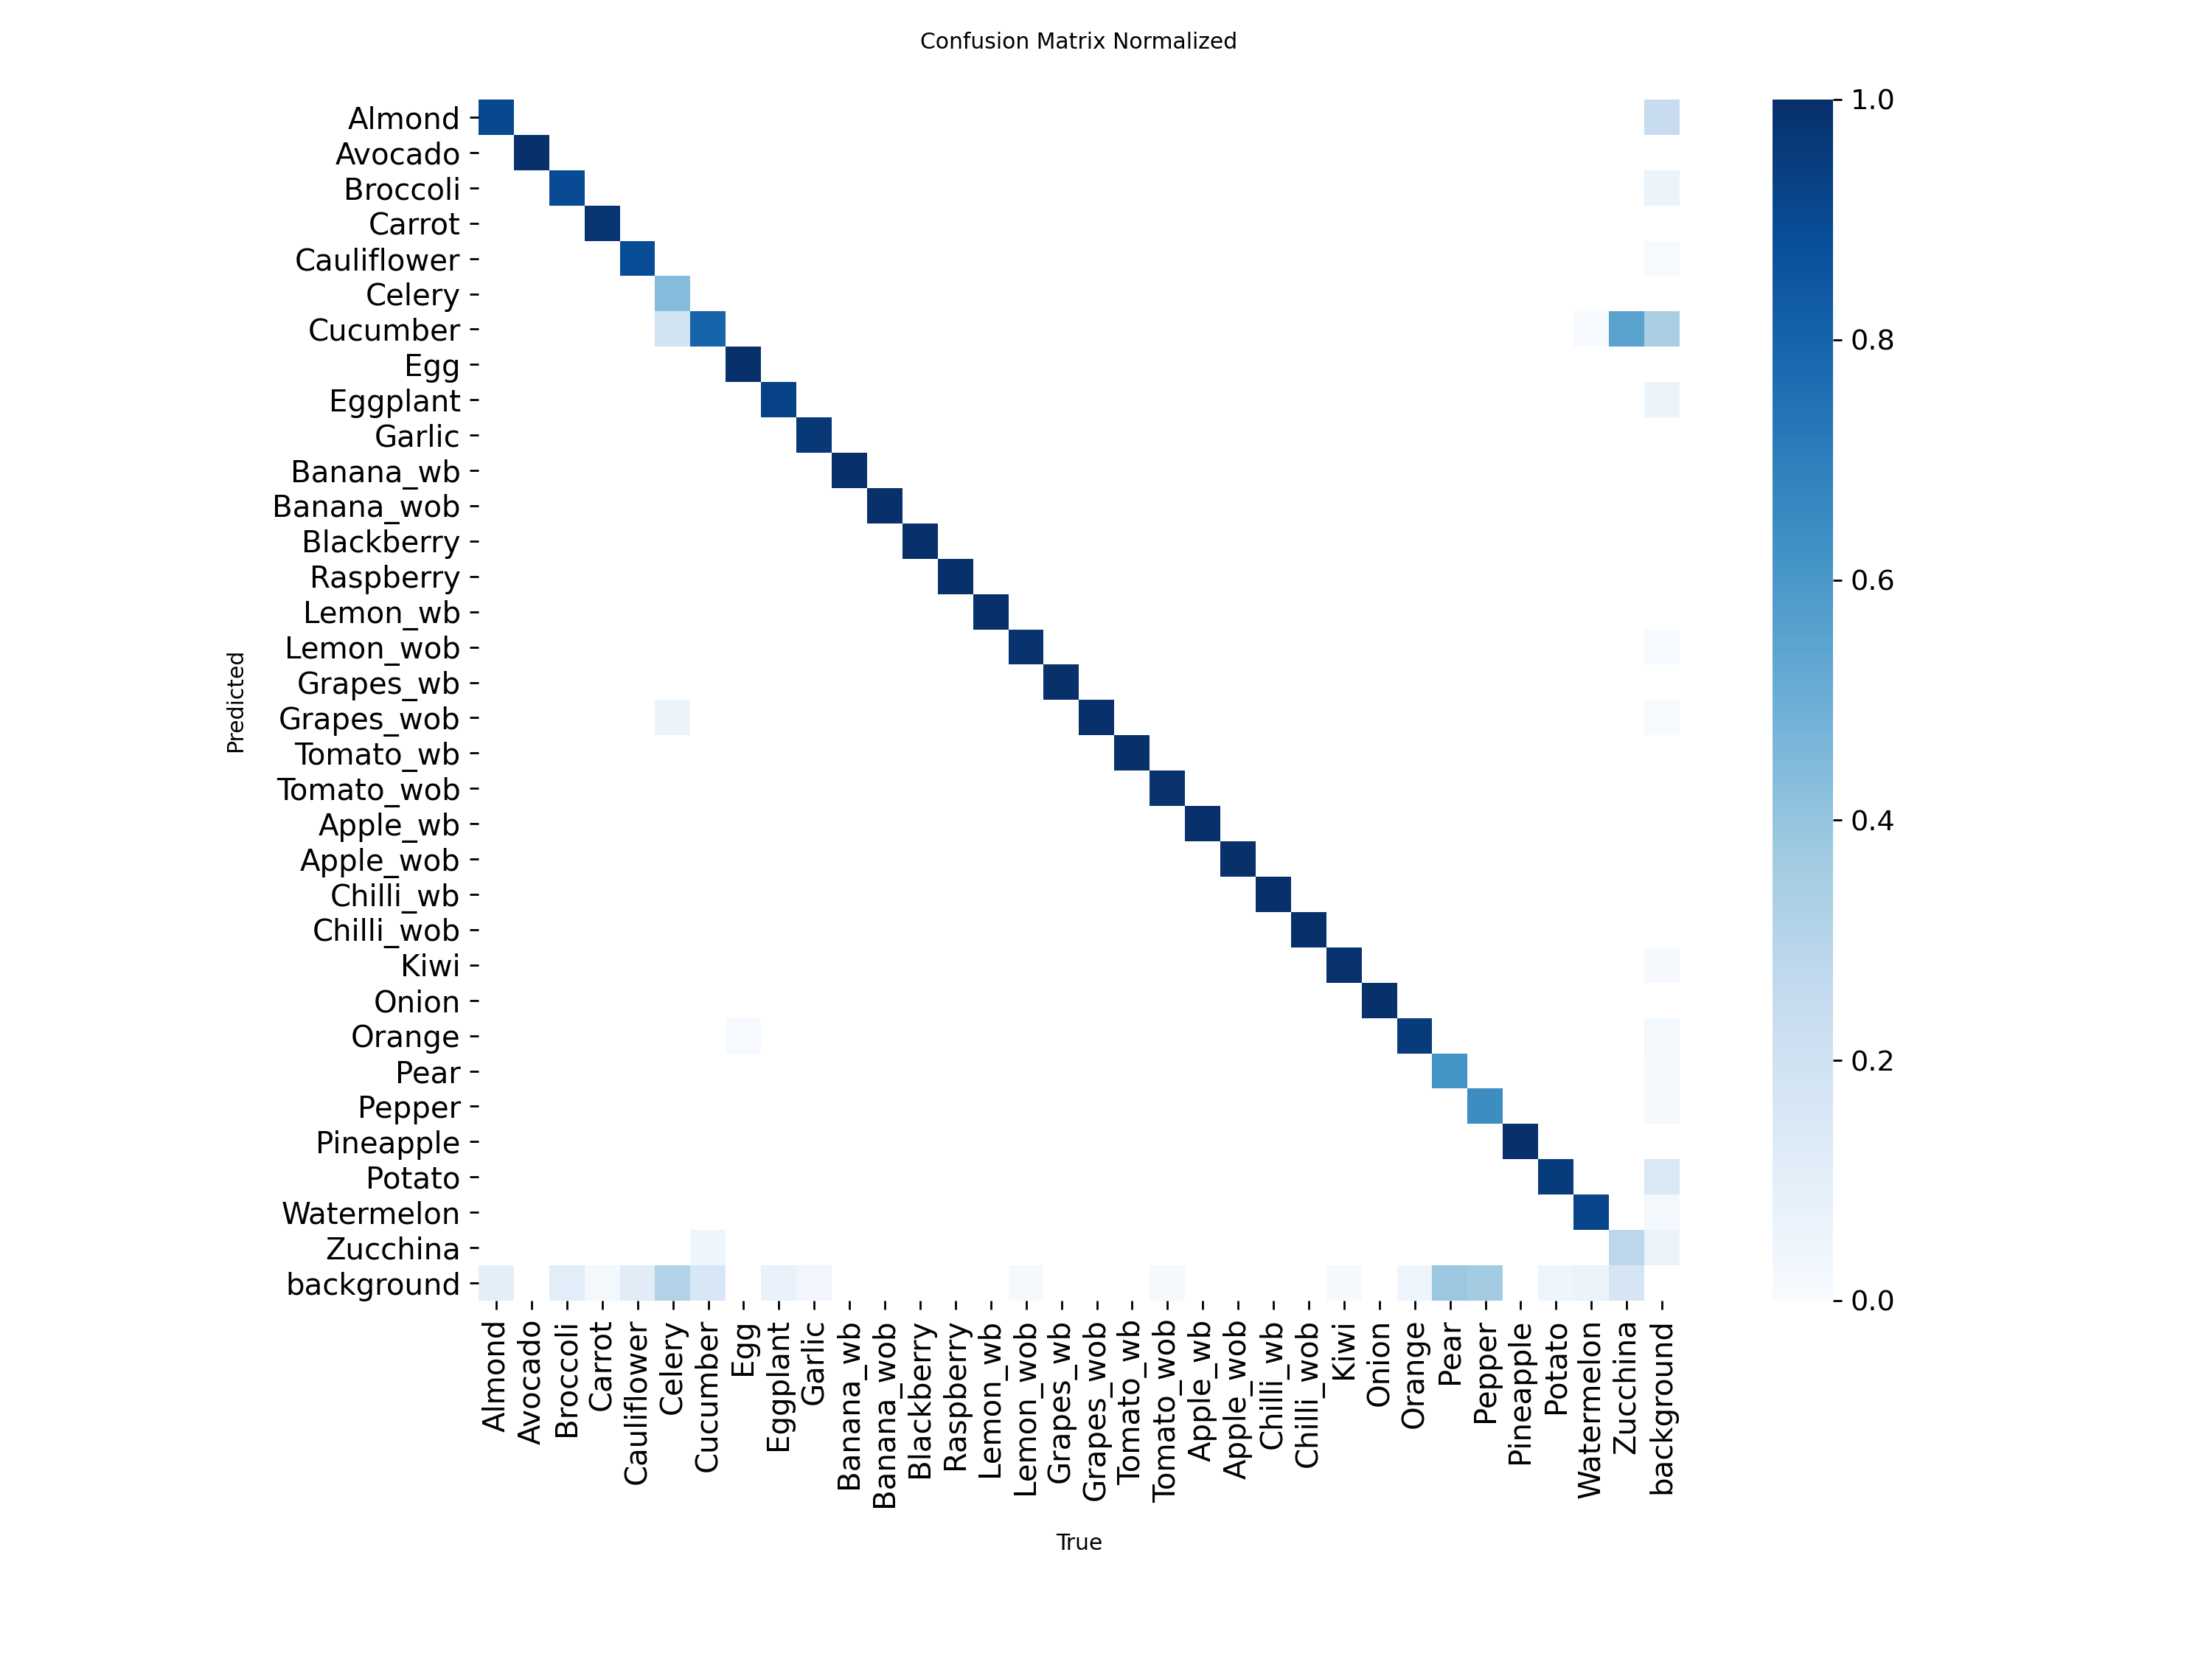 Confusion Matrix Normalized
Almond
Avocado
Broccoli
Carrot
Cauliflower
Celery
Cucumber
Egg
Eggplant
Garlic
Banana_wb
Banana_wob
Blackberry
Raspberry
Lemon_wb
Lemon_wob
Grapes_wb
Grapes_wob
Tomato_wb
Tomato_wob
Apple_wb
Apple_wob
Chilli_wb
Chilli_wob
Kiwi
Onion
Orange
Pear
Pepper
Pineapple
Potato
Watermelon
Zucchina
background
Predicted
Almond
Avocado
Broccoli
Carrot
Cauliflower
Celery
Cucumber
Egg
Eggplant
Garlic
Banana_wb
Banana_wob
Blackberry
Raspberry
Lemon_wb
Lemon_wob
Grapes_wb
Grapes_wob
Tomato_wb
Tomato_wob
Apple_wb
Apple_wob
Chilli_wb
Chilli_wob
Kiwi
Onion
Orange
Pear
Pepper
Pineapple
Potato
Watermelon
Zucchina
background
True
1.0
0.8
0.6
0.4
0.2
0.0